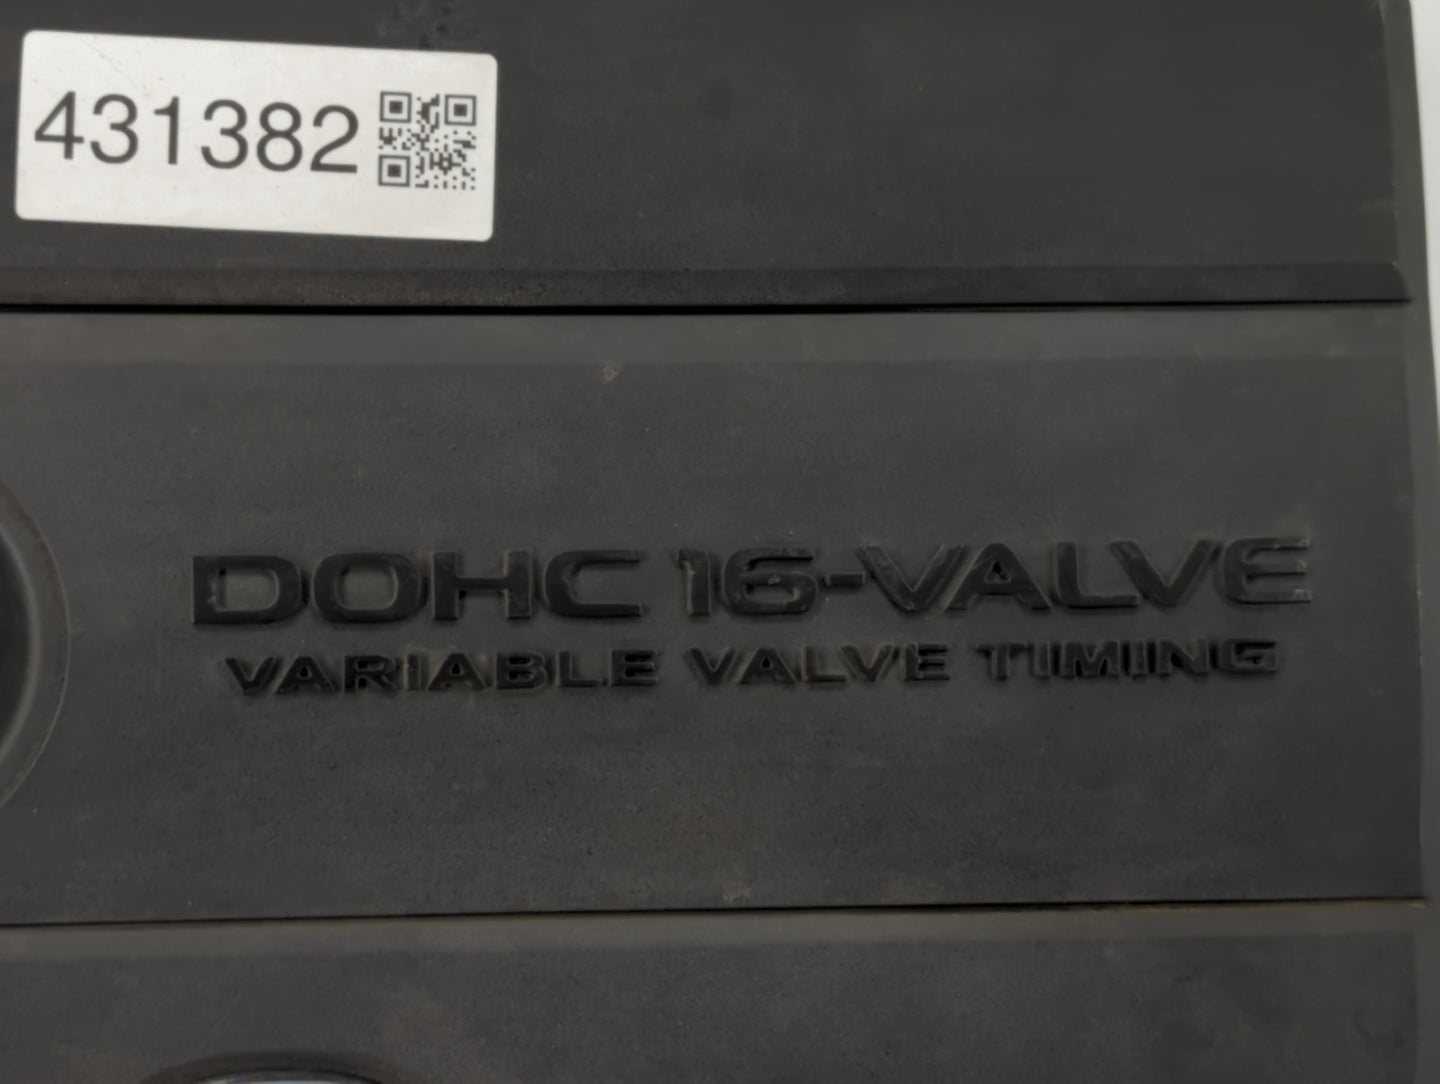 431382
DOHC 16-VALVE
VARIABLE VALVE TIMING